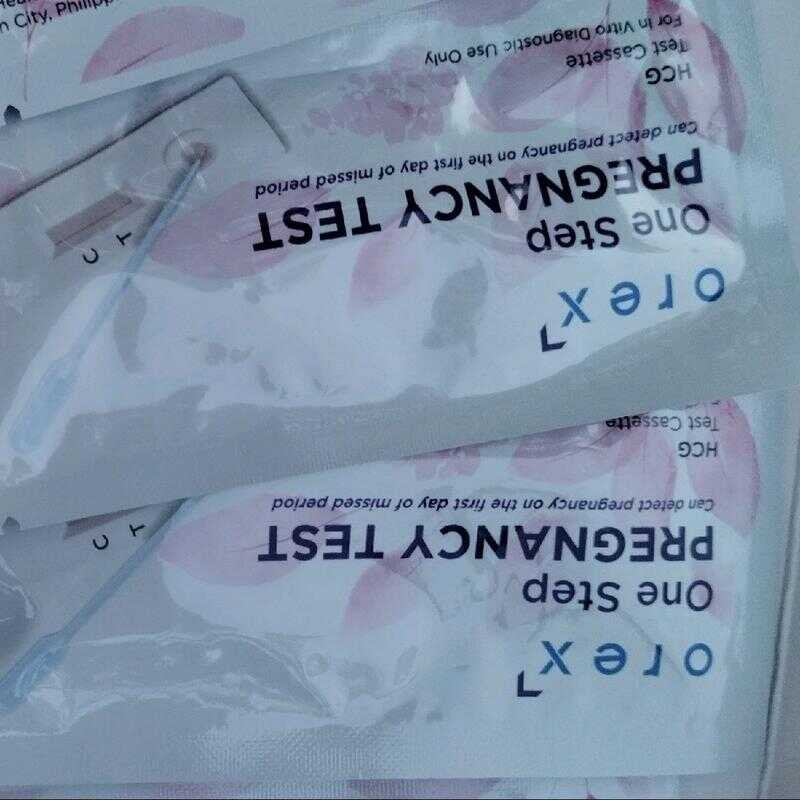 orex
One Step
PREGNANCY TEST
Can detect pregnancy on the first day of missed period
HCG
Test Cassette
C T
orex
One Step
PREGNANCY TEST
Can detect pregnancy on the first day of missed period
HCG
Test Cassette
For In Vitro Diagnostic Use Only
C T
City, Philipp